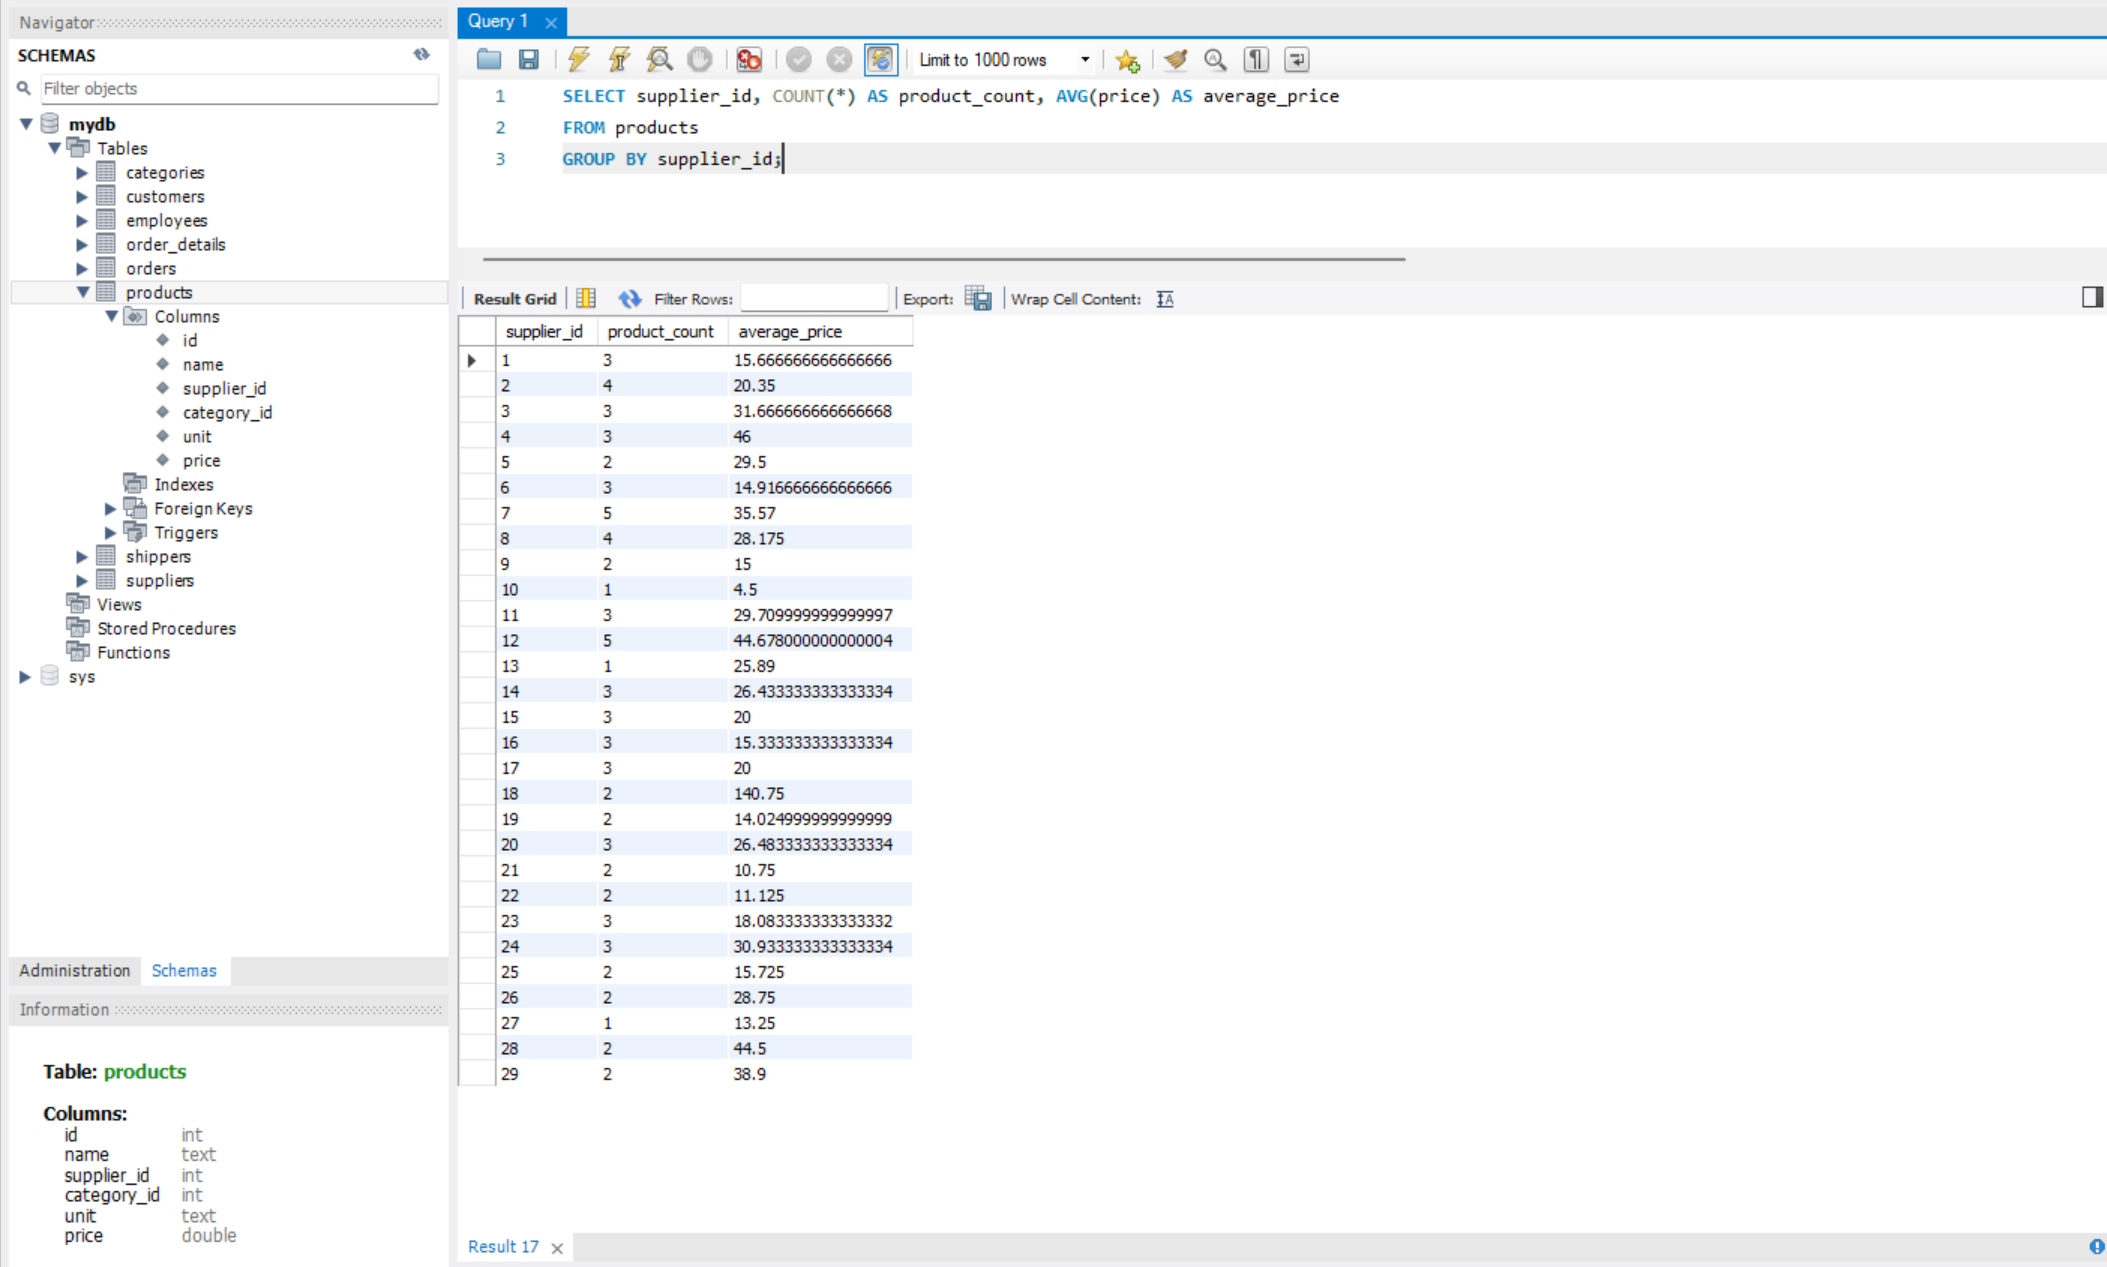 Navigator
SCHEMAS
Filter objects
mydb
Tables
categories
customers
employees
order_details
orders
products
Columns
id
name
supplier_id
category_id
unit
price
Indexes
Foreign Keys
Triggers
shippers
suppliers
Views
Stored Procedures
Functions
sys
Administration Schemas
Information
Table: products
Columns:
id int
name text
supplier_id int
category_id int
unit text
price double
Query 1
Limit to 1000 rows
1 SELECT supplier_id, COUNT(*) AS product_count, AVG(price) AS average_price
2 FROM products
3 GROUP BY supplier_id;
Result Grid Filter Rows: Export: Wrap Cell Content:
supplier_id product_count average_price
1 3 15.666666666666666
2 4 20.35
3 3 31.666666666666668
4 3 46
5 2 29.5
6 3 14.916666666666666
7 5 35.57
8 4 28.175
9 2 15
10 1 4.5
11 3 29.709999999999997
12 5 44.678000000000004
13 1 25.89
14 3 26.433333333333334
15 3 20
16 3 15.333333333333334
17 3 20
18 2 140.75
19 2 14.024999999999999
20 3 26.483333333333334
21 2 10.75
22 2 11.125
23 3 18.083333333333332
24 3 30.933333333333334
25 2 15.725
26 2 28.75
27 1 13.25
28 2 44.5
29 2 38.9
Result 17